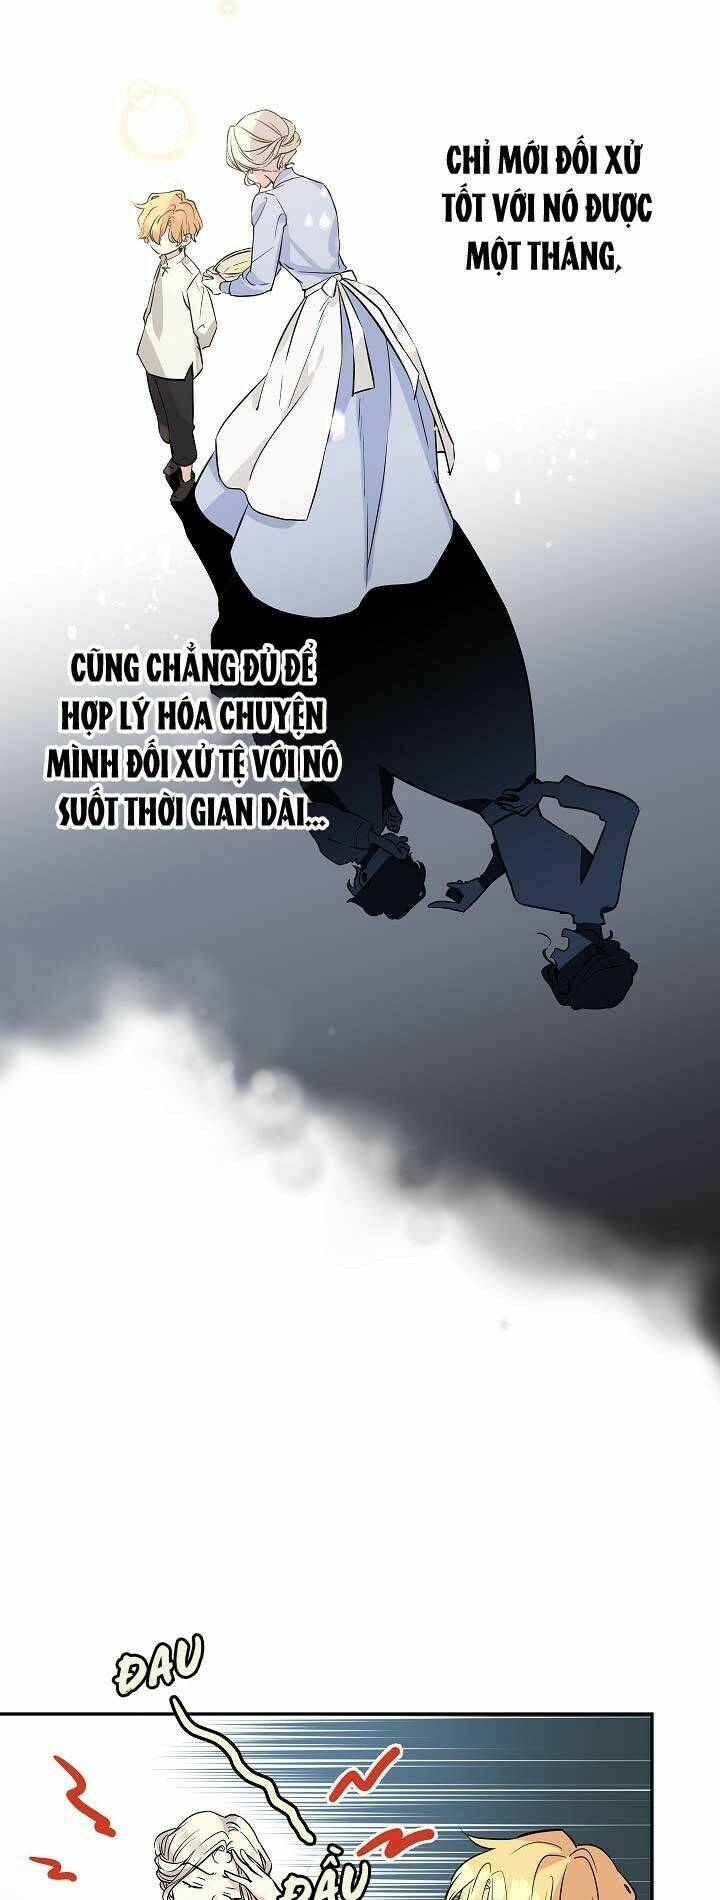 CHỈ MỚI ĐỐI XỬ
TỐT VỚI NÓ ĐƯỢC
MỘT THÁNG,
CŨNG CHẲNG ĐỦ ĐỂ
HỢP LÝ HÓA CHUYỆN
MÌNH ĐỐI XỬ TỆ VỚI NÓ
SUỐT THỜI GIAN DÀI...
ĐAU
ĐẦU